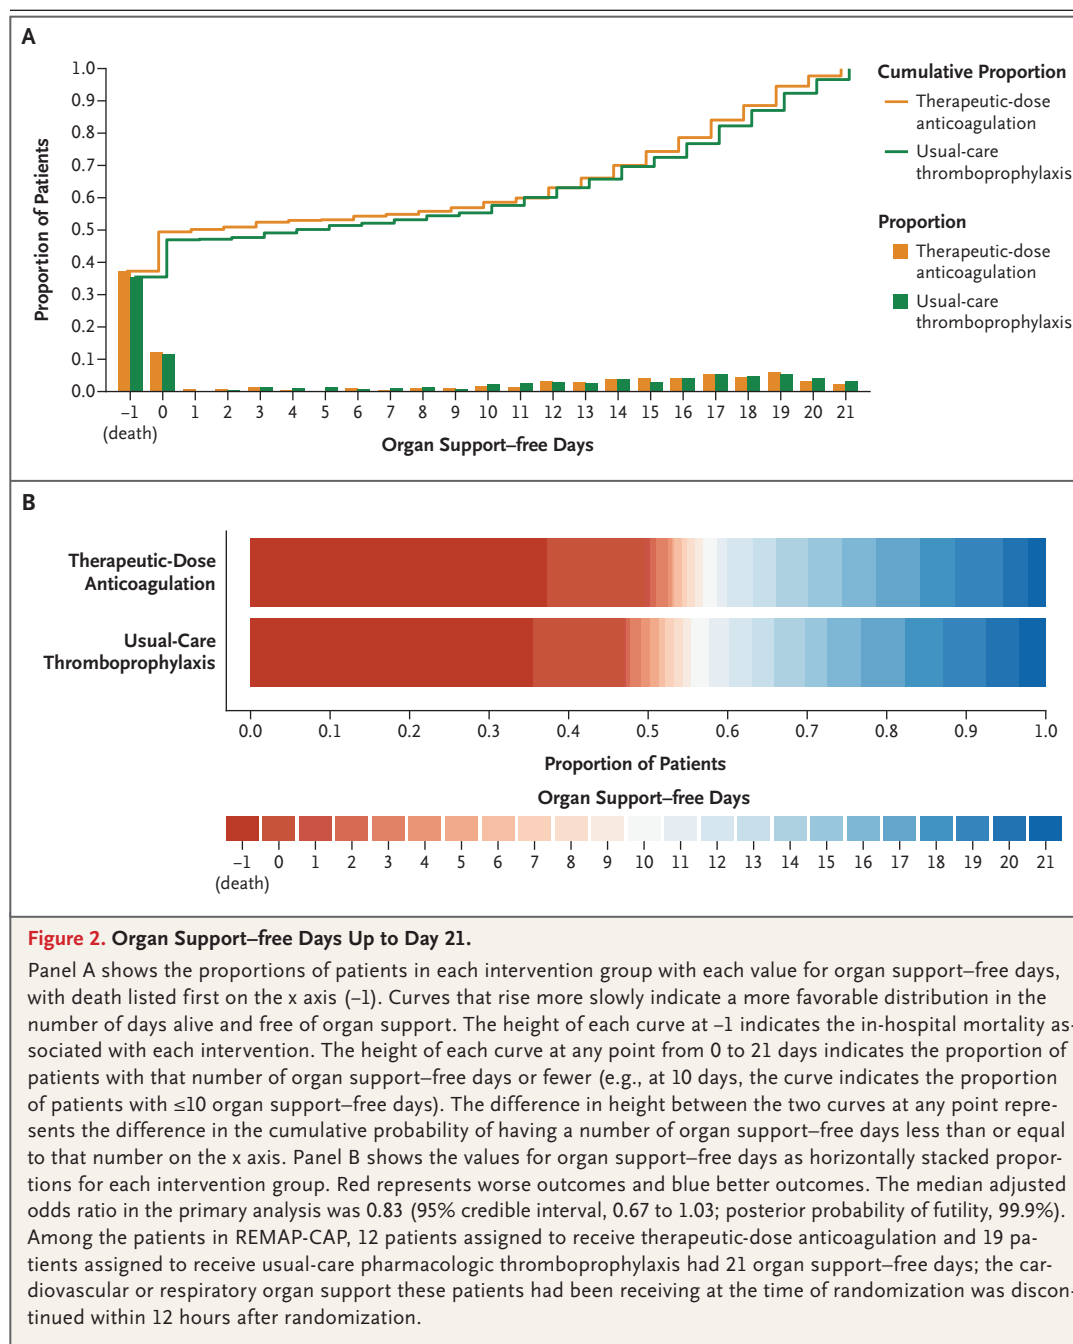 A
1.0
0.9
0.8
0.7
0.6
0.5
0.4
0.3
0.2
0.1
0.0
Proportion of Patients
−1 0 1 2 3 4 5 6 7 8 9 10 11 12 13 14 15 16 17 18 19 20 21
(death)
Organ Support–free Days
Cumulative Proportion
Therapeutic-dose
anticoagulation
Usual-care
thromboprophylaxis
Proportion
Therapeutic-dose
anticoagulation
Usual-care
thromboprophylaxis
B
Therapeutic-Dose
Anticoagulation
Usual-Care
Thromboprophylaxis
0.0 0.1 0.2 0.3 0.4 0.5 0.6 0.7 0.8 0.9 1.0
Proportion of Patients
Organ Support–free Days
−1 0 1 2 3 4 5 6 7 8 9 10 11 12 13 14 15 16 17 18 19 20 21
(death)
Figure 2. Organ Support–free Days Up to Day 21.
Panel A shows the proportions of patients in each intervention group with each value for organ support–free days,
with death listed first on the x axis (−1). Curves that rise more slowly indicate a more favorable distribution in the
number of days alive and free of organ support. The height of each curve at −1 indicates the in-hospital mortality as-
sociated with each intervention. The height of each curve at any point from 0 to 21 days indicates the proportion of
patients with that number of organ support–free days or fewer (e.g., at 10 days, the curve indicates the proportion
of patients with ≤10 organ support–free days). The difference in height between the two curves at any point repre-
sents the difference in the cumulative probability of having a number of organ support–free days less than or equal
to that number on the x axis. Panel B shows the values for organ support–free days as horizontally stacked propor-
tions for each intervention group. Red represents worse outcomes and blue better outcomes. The median adjusted
odds ratio in the primary analysis was 0.83 (95% credible interval, 0.67 to 1.03; posterior probability of futility, 99.9%).
Among the patients in REMAP-CAP, 12 patients assigned to receive therapeutic-dose anticoagulation and 19 pa-
tients assigned to receive usual-care pharmacologic thromboprophylaxis had 21 organ support–free days; the car-
diovascular or respiratory organ support these patients had been receiving at the time of randomization was discon-
tinued within 12 hours after randomization.